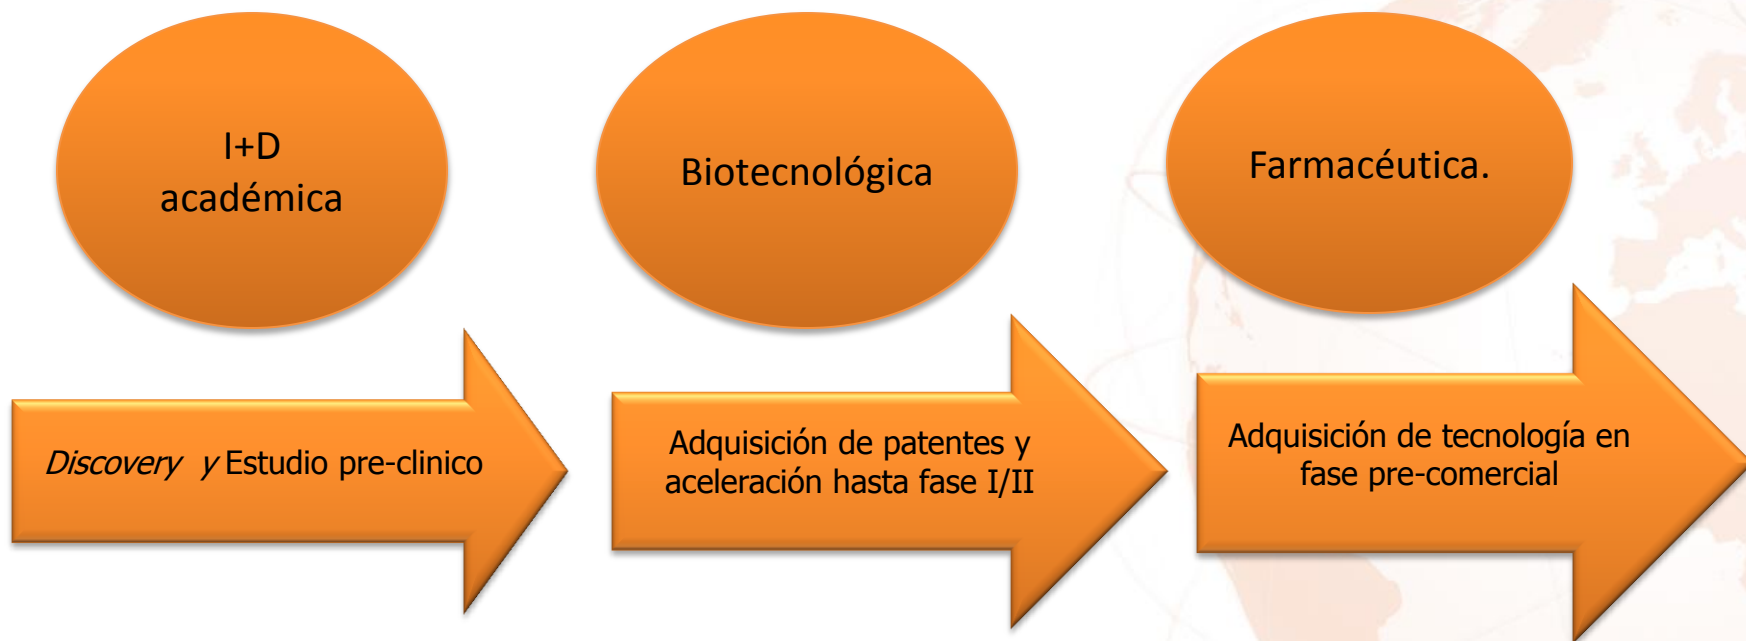 I+D
académica
Biotecnológica
Farmacéutica.
Discovery y Estudio pre-clinico
Adquisición de patentes y
aceleración hasta fase I/II
Adquisición de tecnología en
fase pre-comercial